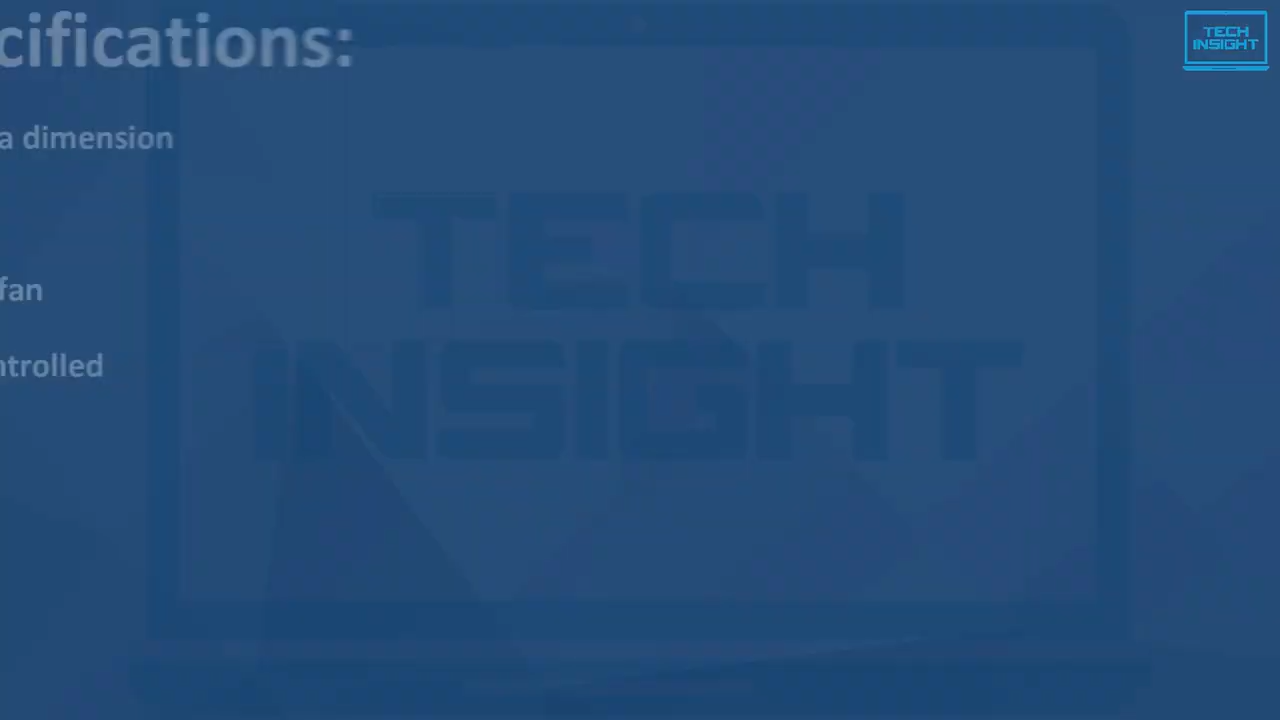 cifications:
a dimension
fan
ntrolled
TECH
INSIGHT
TECH
INSIGHT